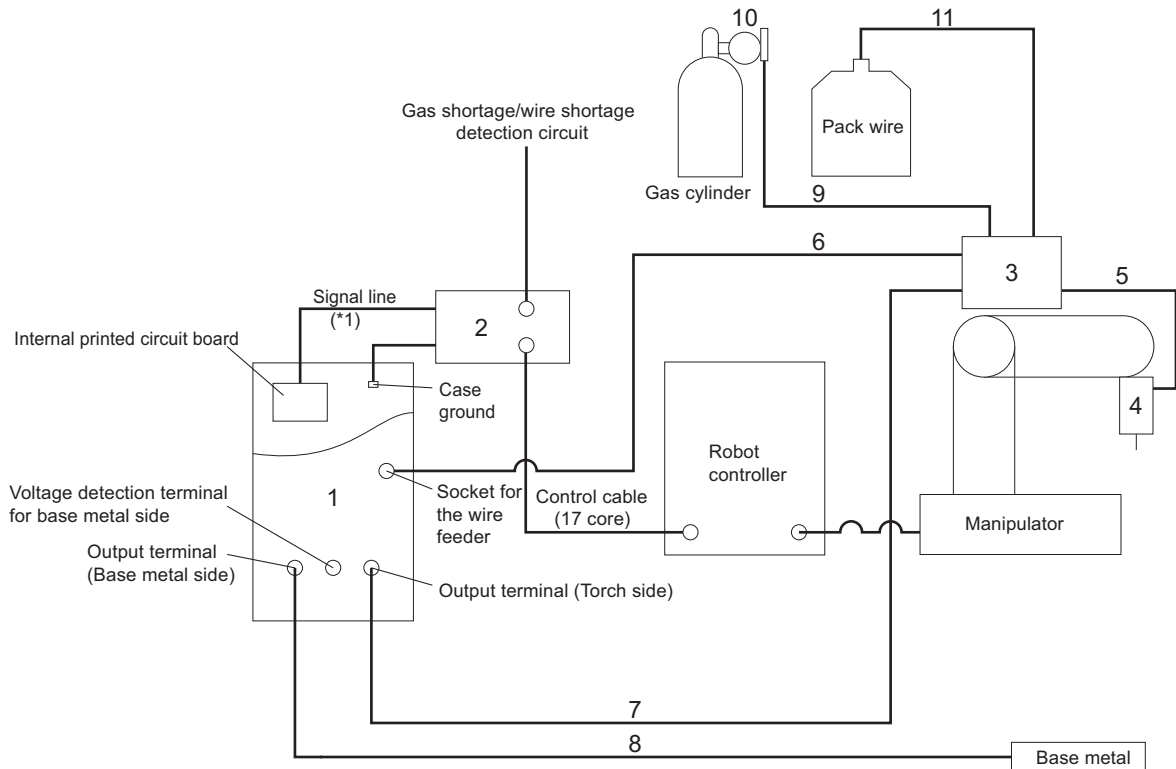 10
11
Gas shortage/wire shortage
detection circuit
Pack wire
Gas cylinder
9
6
3
5
Signal line
(*1)
2
Internal printed circuit board
Case
ground
4
Robot
controller
1
Socket for
the wire
feeder
Control cable
(17 core)
Voltage detection terminal
for base metal side
Manipulator
Output terminal
(Base metal side)
Output terminal (Torch side)
7
8
Base metal